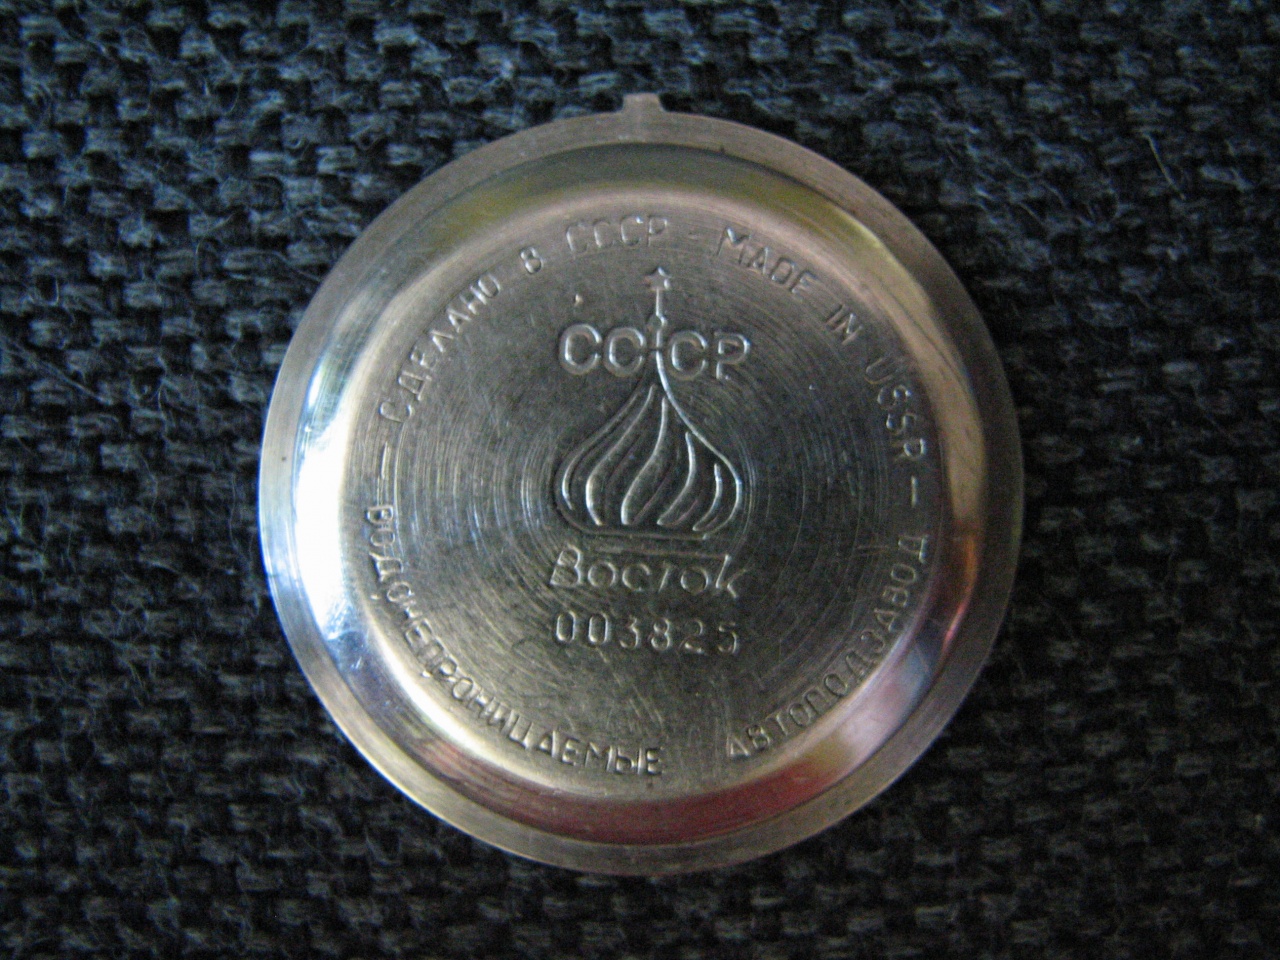 — СДЕЛАНО В СССР - MADE IN USSR —
СССР
Восток
003825
ВОДОНЕПРОНИЦАЕМЫЕ АВТОПОДЗАВОД